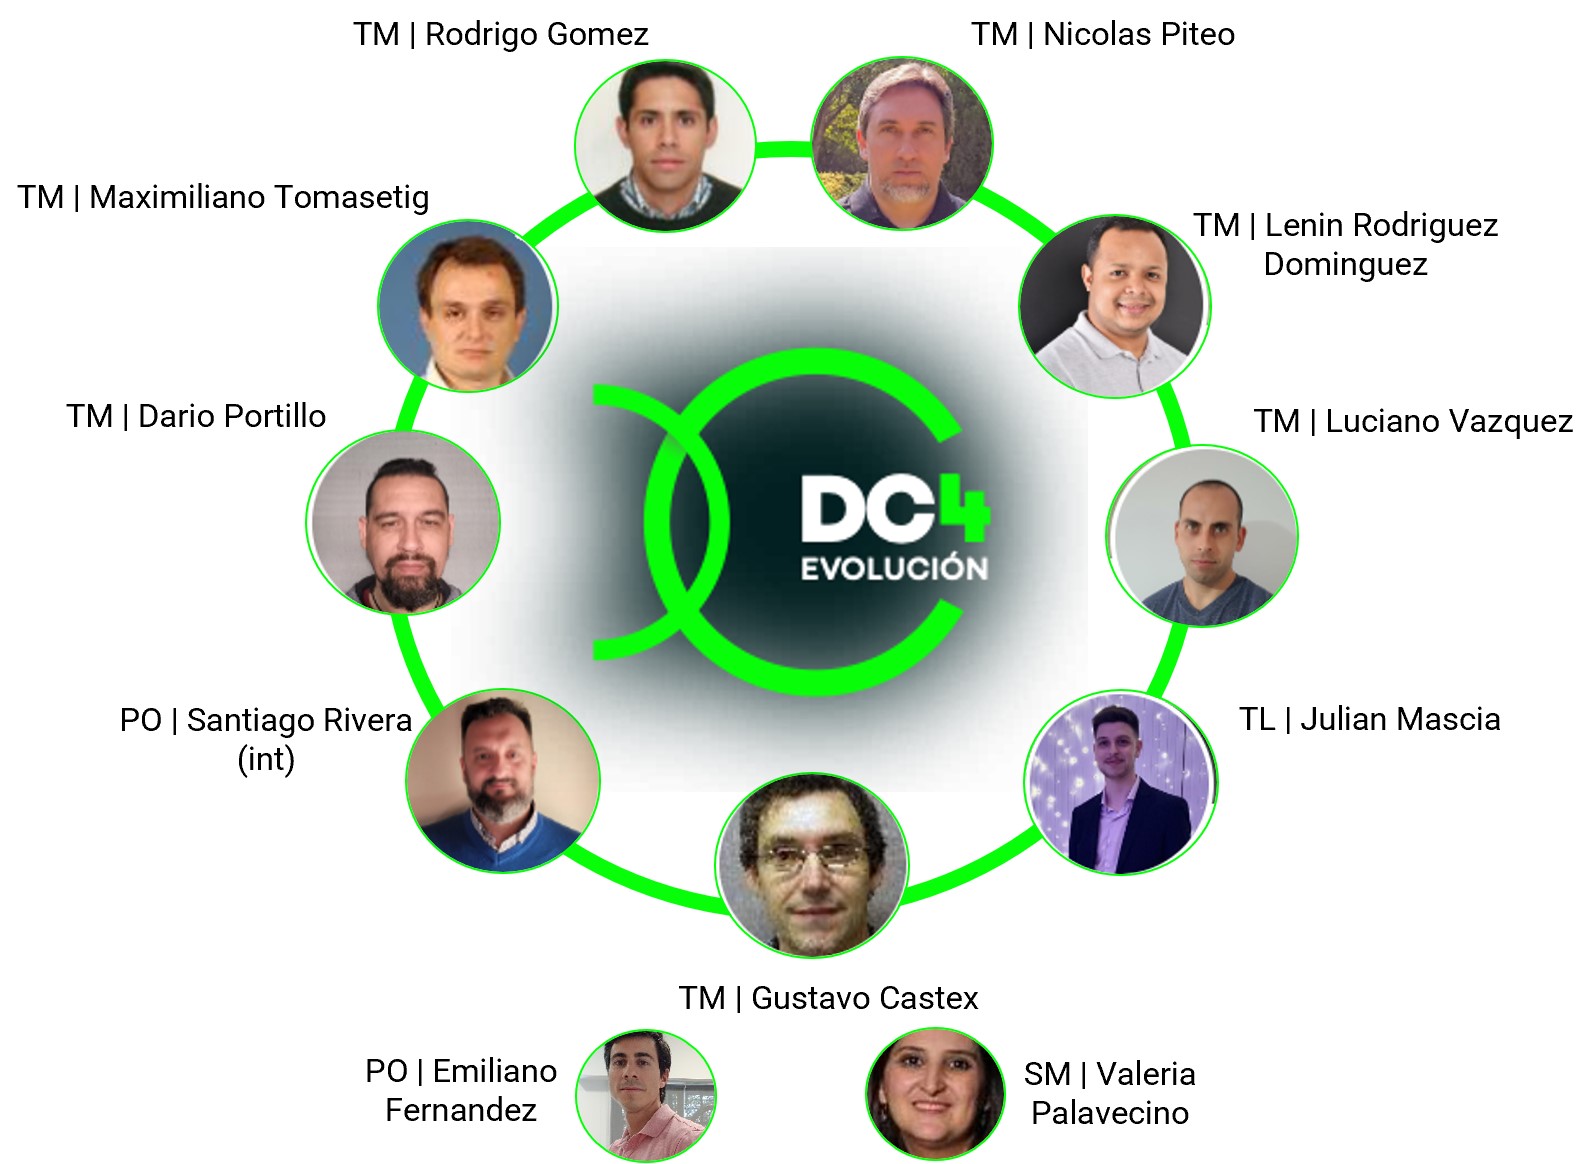 TM | Rodrigo Gomez
TM | Nicolas Piteo
TM | Maximiliano Tomasetig
TM | Lenin Rodriguez
Dominguez
TM | Dario Portillo
TM | Luciano Vazquez
DC4
EVOLUCIÓN
PO | Santiago Rivera
(int)
TL | Julian Mascia
TM | Gustavo Castex
PO | Emiliano
Fernandez
SM | Valeria
Palavecino